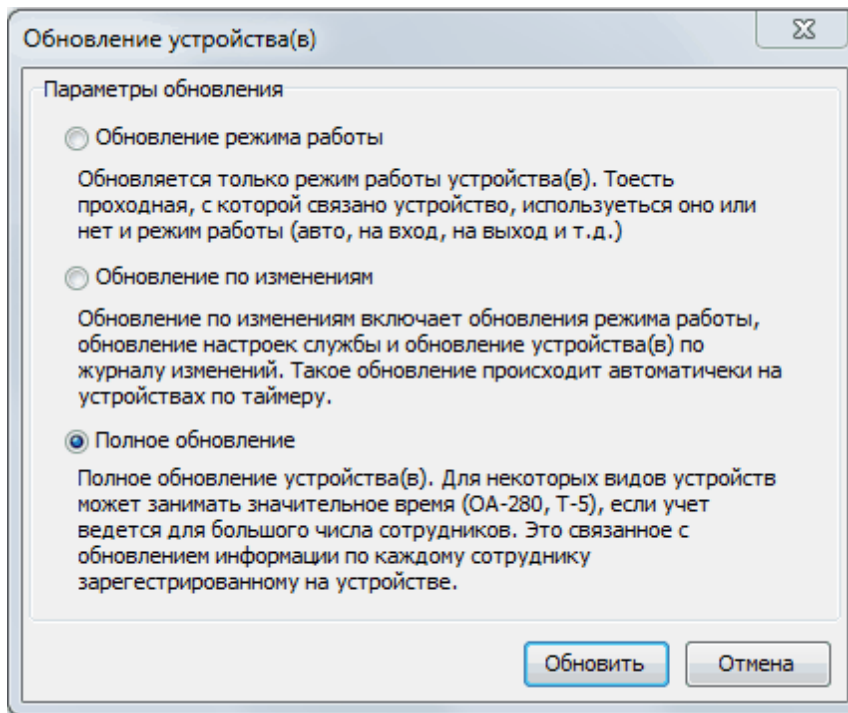 Обновление устройства(в)
Параметры обновления
Обновление режима работы
Обновляется только режим работы устройства(в). Тоесть
проходная, с которой связано устройство, используеться оно или
нет и режим работы (авто, на вход, на выход и т.д.)
Обновление по изменениям
Обновление по изменениям включает обновления режима работы,
обновление настроек службы и обновление устройства(в) по
журналу изменений. Такое обновление происходит автоматичеки на
устройствах по таймеру.
Полное обновление
Полное обновление устройства(в). Для некоторых видов устройств
может занимать значительное время (OA-280, T-5), если учет
ведется для большого числа сотрудников. Это связанное с
обновлением информации по каждому сотруднику
зарегестрированному на устройстве.
Обновить
Отмена